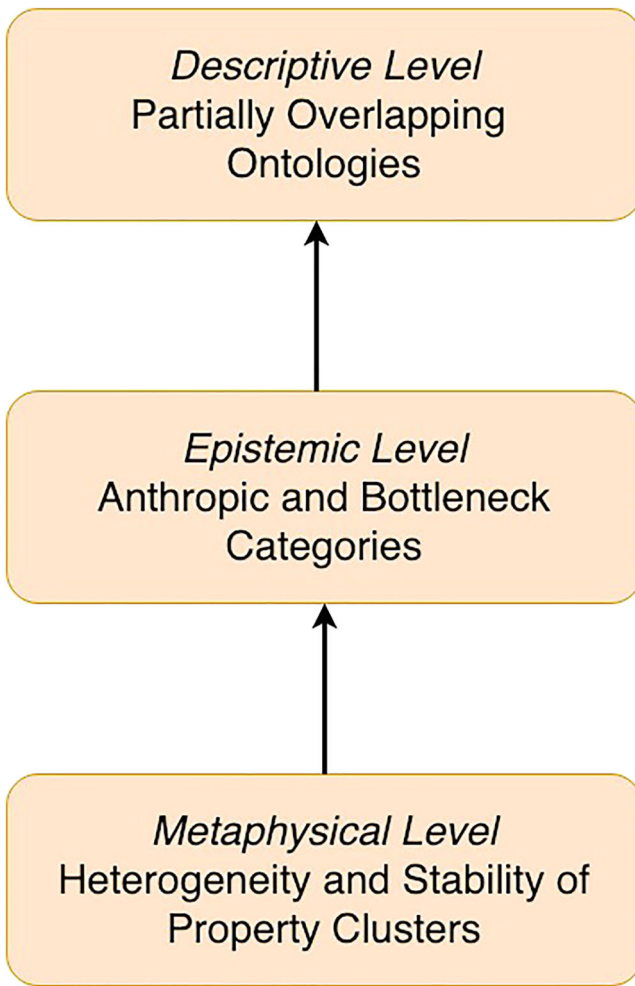 Descriptive Level
Partially Overlapping
Ontologies
Epistemic Level
Anthropic and Bottleneck
Categories
Metaphysical Level
Heterogeneity and Stability of
Property Clusters